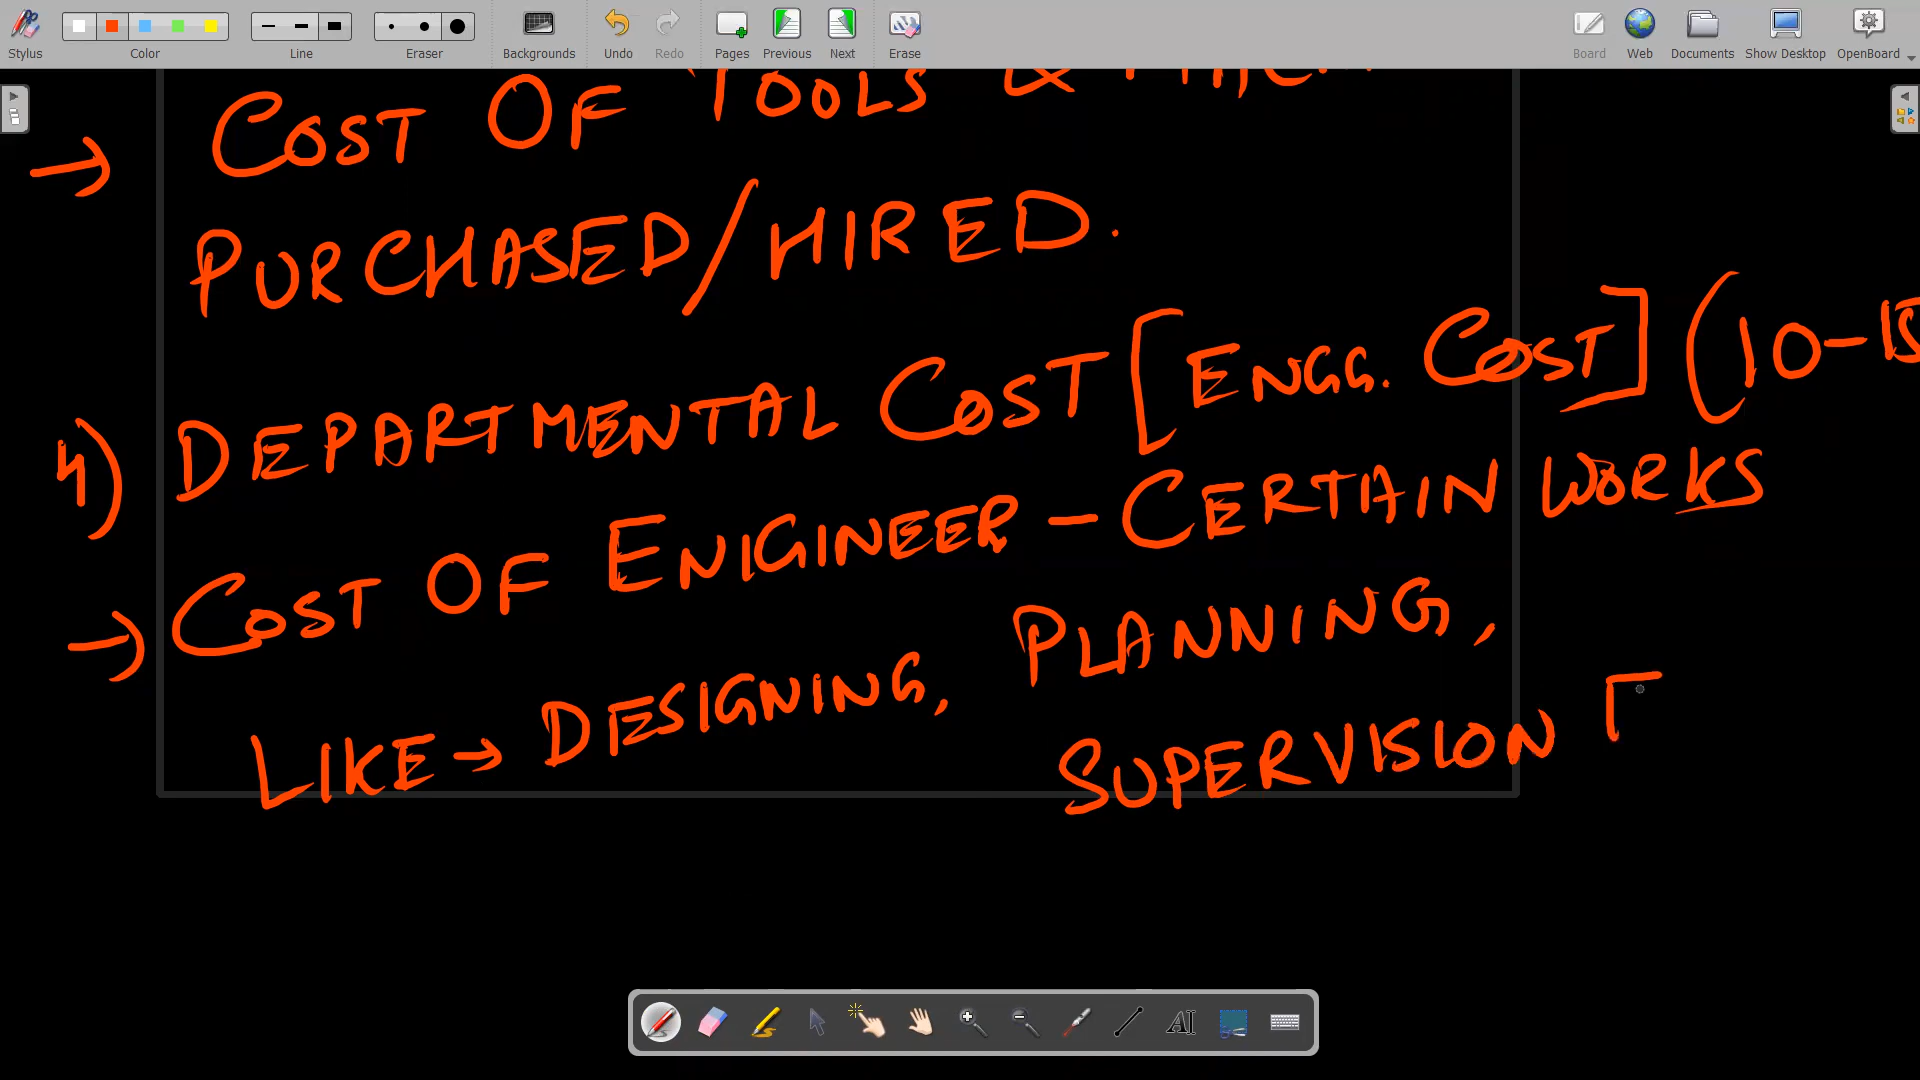 Stylus Color Line Eraser Backgrounds Undo Redo Pages Previous Next Erase Board Web Documents Show Desktop OpenBoard
→ COST OF TOOLS &
PURCHASED/HIRED.
4) DEPARTMENTAL COST [ENGG. COST] (10-15
→ COST OF ENIGINEER - CERTAIN WORKS
LIKE → DESIGNING, PLANNING,
SUPERVISION
AI